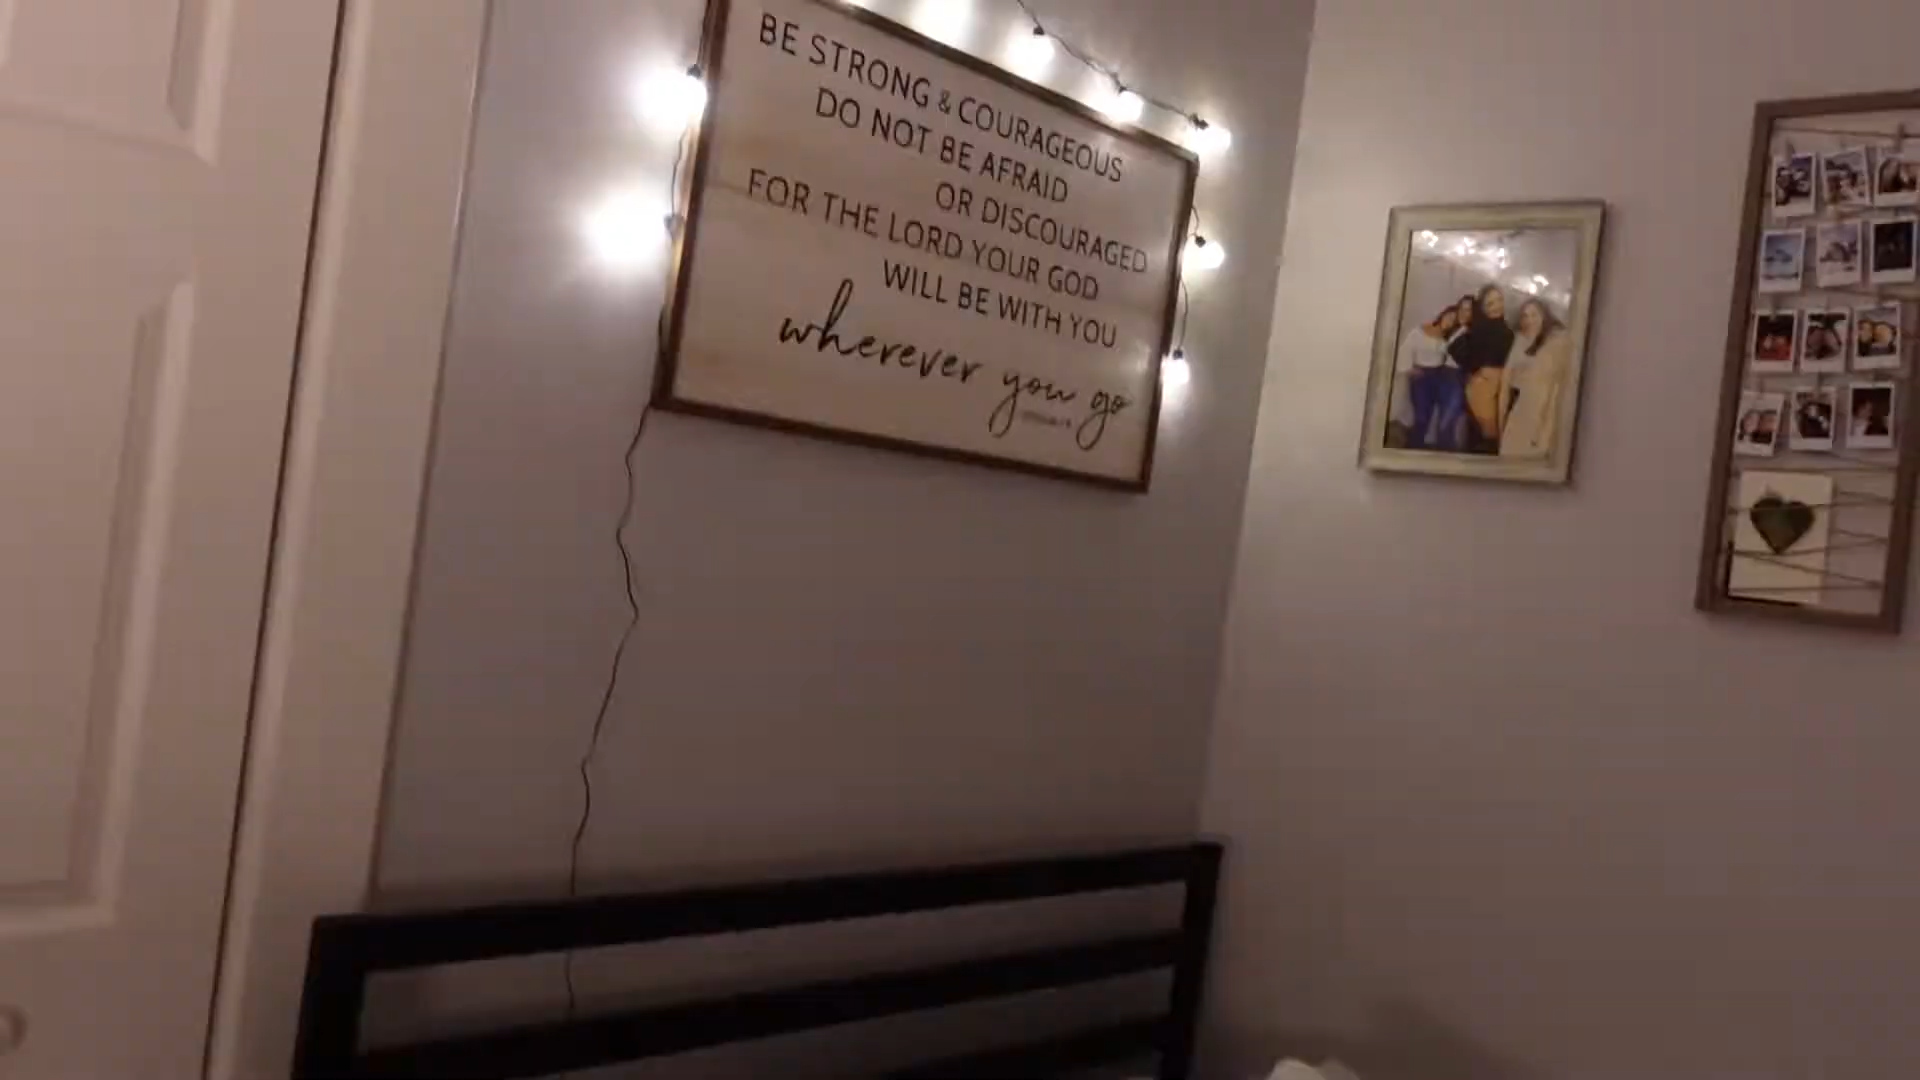 BE STRONG & COURAGEOUS
DO NOT BE AFRAID
OR DISCOURAGED
FOR THE LORD YOUR GOD
WILL BE WITH YOU
wherever you go